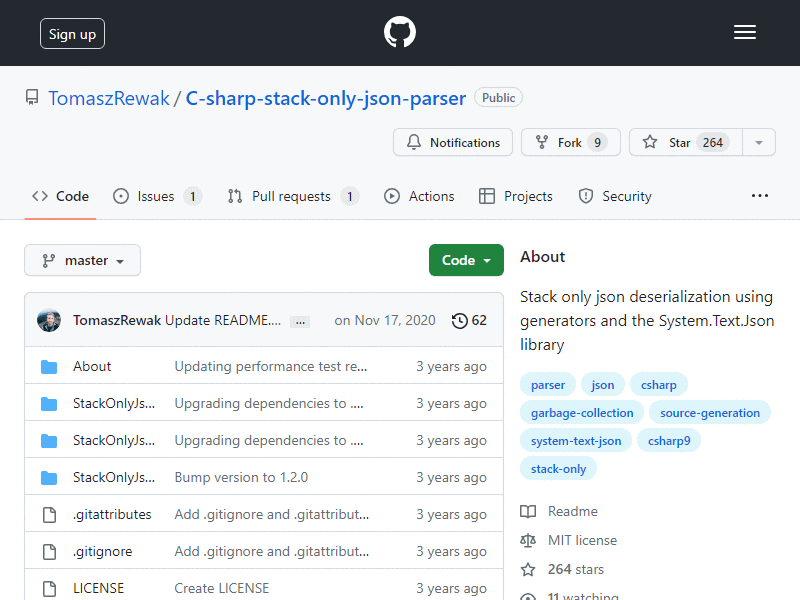 Sign up
TomaszRewak / C-sharp-stack-only-json-parser Public
Notifications Fork 9 Star 264
Code Issues 1 Pull requests 1 Actions Projects Security ...
master Code
TomaszRewak Update README.... ... on Nov 17, 2020 62
About Updating performance test re... 3 years ago
StackOnlyJs... Upgrading dependencies to .... 3 years ago
StackOnlyJs... Upgrading dependencies to .... 3 years ago
StackOnlyJs... Bump version to 1.2.0 3 years ago
.gitattributes Add .gitignore and .gitattribut... 3 years ago
.gitignore Add .gitignore and .gitattribut... 3 years ago
LICENSE Create LICENSE 3 years ago
About
Stack only json deserialization using
generators and the System.Text.Json
library
parser json csharp
garbage-collection source-generation
system-text-json csharp9
stack-only
Readme
MIT license
264 stars
11 watching